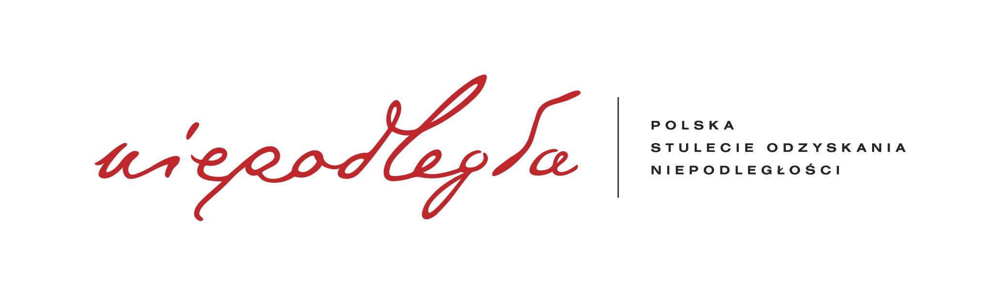 niepodległa
POLSKA
STULECIE ODZYSKANIA
NIEPODLEGŁOŚCI